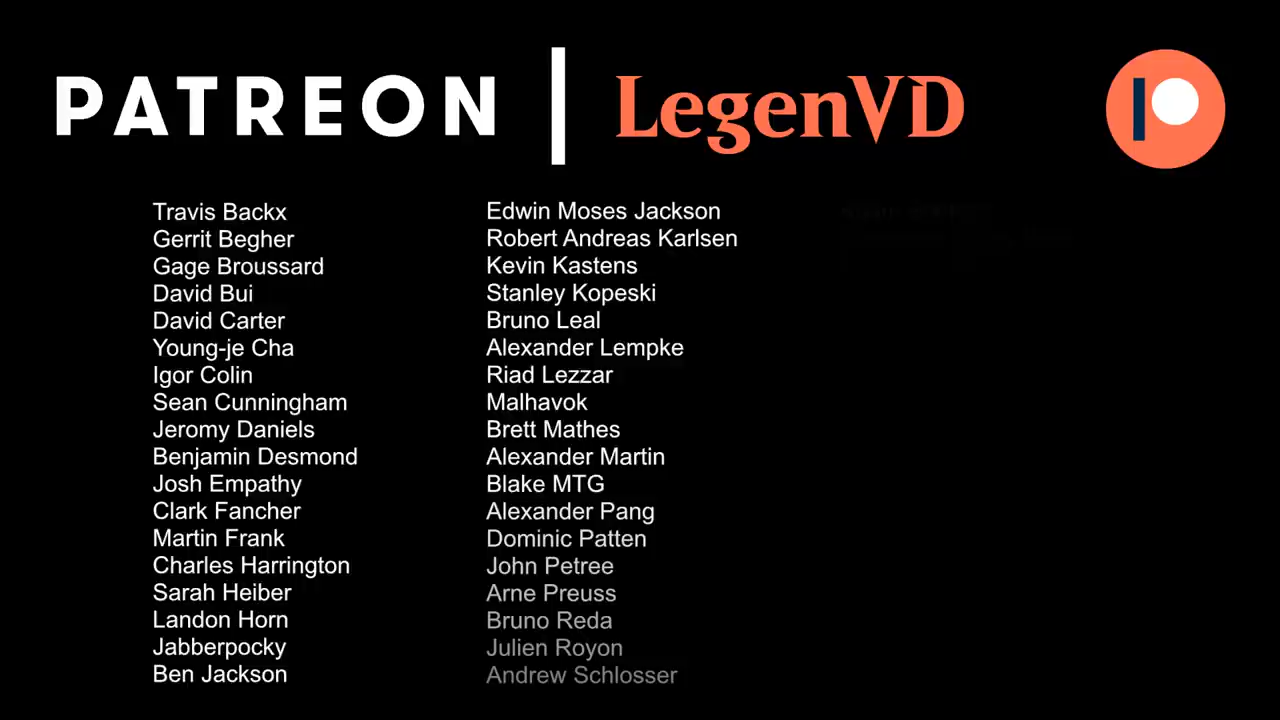 PATREON | LegenVD
Travis Backx
Gerrit Begher
Gage Broussard
David Bui
David Carter
Young-je Cha
Igor Colin
Sean Cunningham
Jeromy Daniels
Benjamin Desmond
Josh Empathy
Clark Fancher
Martin Frank
Charles Harrington
Sarah Heiber
Landon Horn
Jabberpocky
Ben Jackson
Edwin Moses Jackson
Robert Andreas Karlsen
Kevin Kastens
Stanley Kopeski
Bruno Leal
Alexander Lempke
Riad Lezzar
Malhavok
Brett Mathes
Alexander Martin
Blake MTG
Alexander Pang
Dominic Patten
John Petree
Arne Preuss
Bruno Reda
Julien Royon
Andrew Schlosser